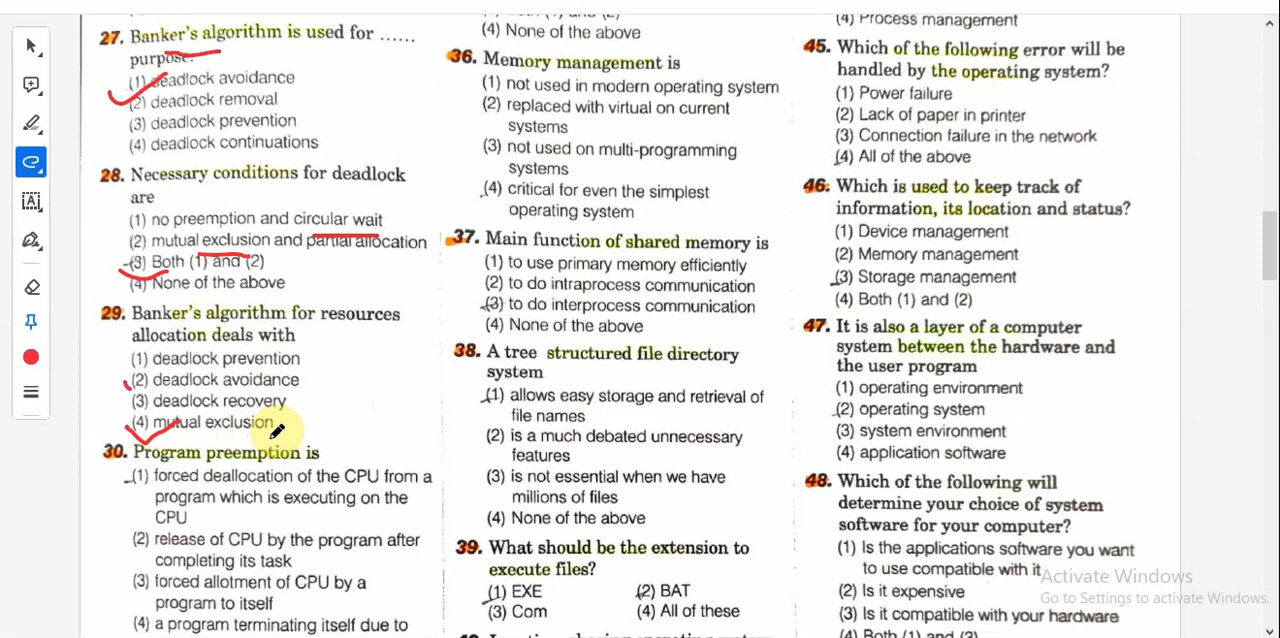 27. Banker's algorithm is used for ......
purpose.
(1) deadlock avoidance
(2) deadlock removal
(3) deadlock prevention
(4) deadlock continuations
28. Necessary conditions for deadlock
are
(1) no preemption and circular wait
(2) mutual exclusion and partial allocation
(3) Both (1) and (2)
(4) None of the above
29. Banker's algorithm for resources
allocation deals with
(1) deadlock prevention
(2) deadlock avoidance
(3) deadlock recovery
(4) mutual exclusion
30. Program preemption is
(1) forced deallocation of the CPU from a
program which is executing on the
CPU
(2) release of CPU by the program after
completing its task
(3) forced allotment of CPU by a
program to itself
(4) a program terminating itself due to
(4) None of the above
36. Memory management is
(1) not used in modern operating system
(2) replaced with virtual on current
systems
(3) not used on multi-programming
systems
(4) critical for even the simplest
operating system
37. Main function of shared memory is
(1) to use primary memory efficiently
(2) to do intraprocess communication
(3) to do interprocess communication
(4) None of the above
38. A tree structured file directory
system
(1) allows easy storage and retrieval of
file names
(2) is a much debated unnecessary
features
(3) is not essential when we have
millions of files
(4) None of the above
39. What should be the extension to
execute files?
(1) EXE (2) BAT
(3) Com (4) All of these
(4) Process management
45. Which of the following error will be
handled by the operating system?
(1) Power failure
(2) Lack of paper in printer
(3) Connection failure in the network
(4) All of the above
46. Which is used to keep track of
information, its location and status?
(1) Device management
(2) Memory management
(3) Storage management
(4) Both (1) and (2)
47. It is also a layer of a computer
system between the hardware and
the user program
(1) operating environment
(2) operating system
(3) system environment
(4) application software
48. Which of the following will
determine your choice of system
software for your computer?
(1) Is the applications software you want
to use compatible with it
(2) Is it expensive
(3) Is it compatible with your hardware
(4) Both (1) and (3)
Activate Windows
Go to Settings to activate Windows.